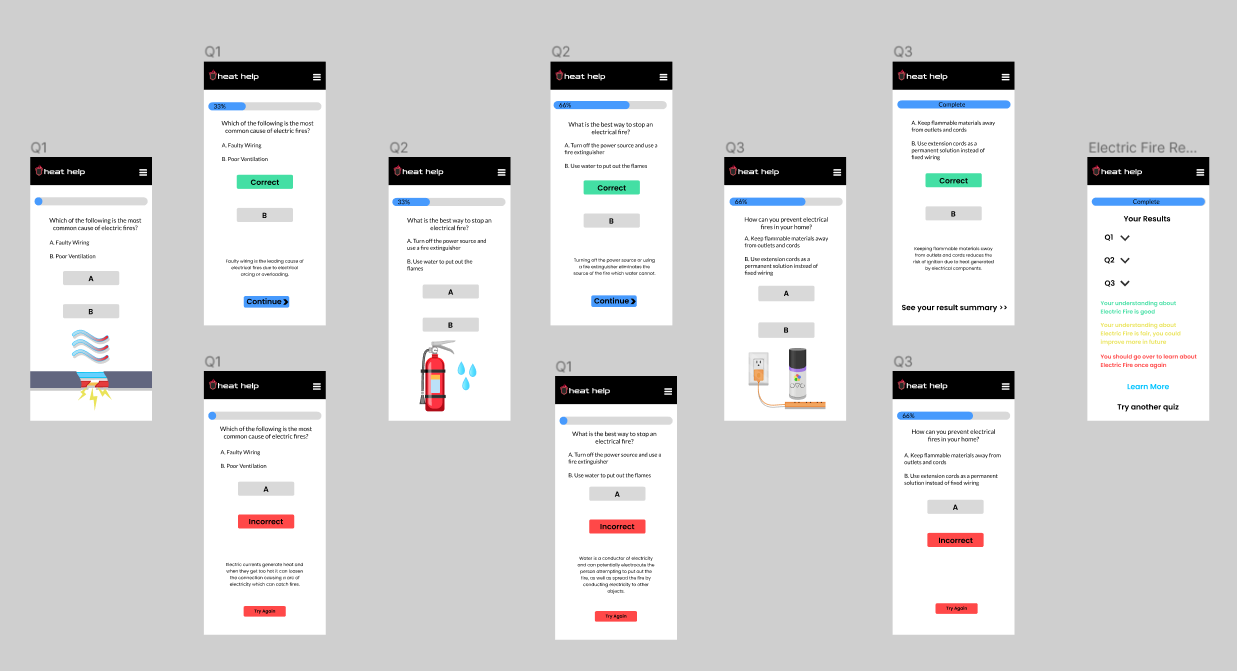 Q1
heat help
Which of the following is the most
common cause of electric fires?
A. Faulty Wiring
B. Poor Ventilation
A
B
Q1
heat help
33%
Which of the following is the most
common cause of electric fires?
A. Faulty Wiring
B. Poor Ventilation
Correct
B
Faulty wiring is the leading cause of
electrical fires due to electrical
arcing or overloading.
Continue
Q1
heat help
Which of the following is the most
common cause of electric fires?
A. Faulty Wiring
B. Poor Ventilation
A
Incorrect
Electric currents generate heat and
when they get too hot it can loosen
the connection causing a arc of
electricity which can catch fires.
Try Again
Q2
heat help
33%
What is the best way to stop an
electrical fire?
A. Turn off the power source and
use a fire extinguisher
B. Use water to put out the
flames
A
B
Q2
heat help
66%
What is the best way to stop an
electrical fire?
A. Turn off the power source and use a
fire extinguisher
B. Use water to put out the flames
Correct
B
Turning off the power source or using
a fire extinguisher eliminates the
source of the fire which water cannot.
Continue
Q1
heat help
What is the best way to stop an
electrical fire?
A. Turn off the power source and use a
fire extinguisher
B. Use water to put out the flames
A
Incorrect
Water is a conductor of electricity
and can potentially electrocute the
person attempting to put out the
fire, as well as spread the fire by
conducting electricity to other
objects.
Try Again
Q3
heat help
66%
How can you prevent electrical
fires in your home?
A. Keep flammable materials away
from outlets and cords
B. Use extension cords as a
permanent solution instead of
fixed wiring
A
B
Q3
heat help
Complete
A. Keep flammable materials away
from outlets and cords
B. Use extension cords as a
permanent solution instead of
fixed wiring
Correct
B
Keeping flammable materials away
from outlets and cords reduces the
risk of ignition due to heat generated
by electrical components.
See your result summary >>
Q3
heat help
66%
How can you prevent electrical
fires in your home?
A. Keep flammable materials away from
outlets and cords
B. Use extension cords as a permanent
solution instead of fixed wiring
A
Incorrect
Try Again
Electric Fire Re...
heat help
Complete
Your Results
Q1
Q2
Q3
Your understanding about
Electric Fire is good
Your understanding about
Electric Fire is fair, you could
improve more in future
You should go over to learn about
Electric Fire once again
Learn More
Try another quiz